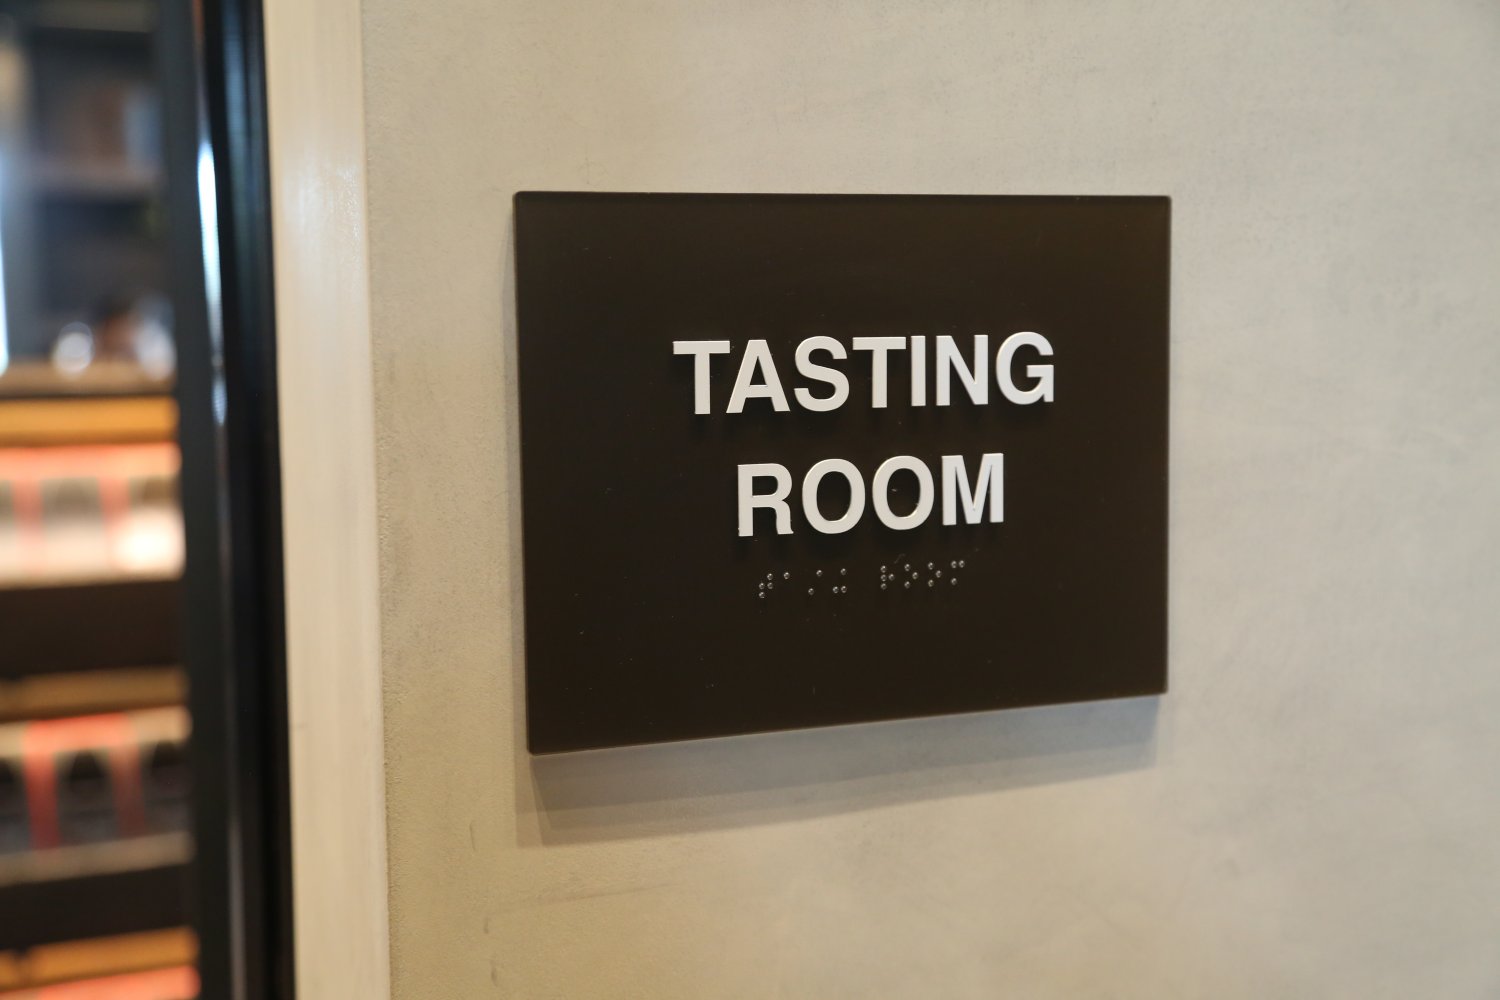 TASTING
ROOM
⠞⠁⠌⠬ ⠗⠕⠕⠍